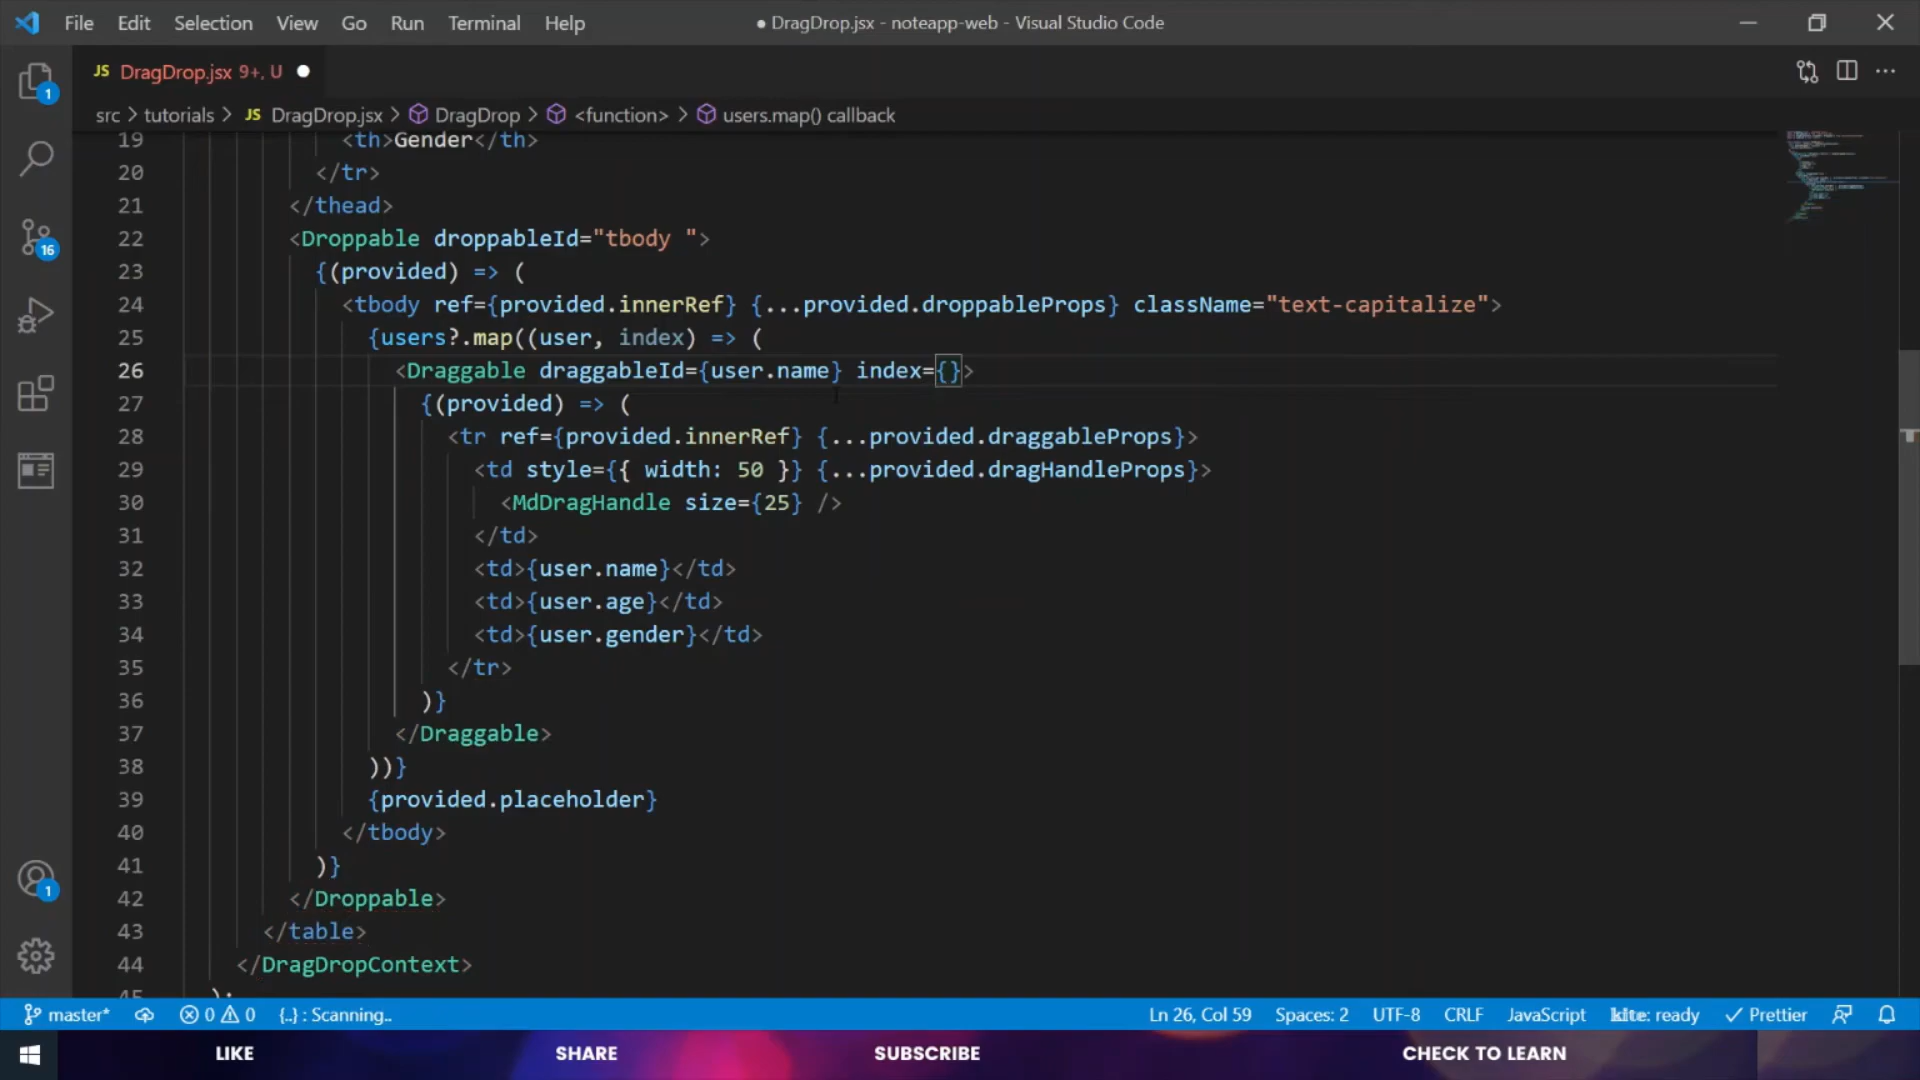 File Edit Selection View Go Run Terminal Help ● DragDrop.jsx - noteapp-web - Visual Studio Code
JS DragDrop.jsx 9+, U ●
src > tutorials > JS DragDrop.jsx > DragDrop > <function> > users.map() callback
19 <th>Gender</th>
20 </tr>
21 </thead>
22 <Droppable droppableId="tbody ">
23 {(provided) => (
24 <tbody ref={provided.innerRef} {...provided.droppableProps} className="text-capitalize">
25 {users?.map((user, index) => (
26 <Draggable draggableId={user.name} index={}>
27 {(provided) => (
28 <tr ref={provided.innerRef} {...provided.draggableProps}>
29 <td style={{ width: 50 }} {...provided.dragHandleProps}>
30 <MdDragHandle size={25} />
31 </td>
32 <td>{user.name}</td>
33 <td>{user.age}</td>
34 <td>{user.gender}</td>
35 </tr>
36 )}
37 </Draggable>
38 ))}
39 {provided.placeholder}
40 </tbody>
41 )}
42 </Droppable>
43 </table>
44 </DragDropContext>
45 );
1
16
1
master* 0 0 {..} : Scanning.. Ln 26, Col 59 Spaces: 2 UTF-8 CRLF JavaScript kite: ready Prettier
LIKE SHARE SUBSCRIBE CHECK TO LEARN